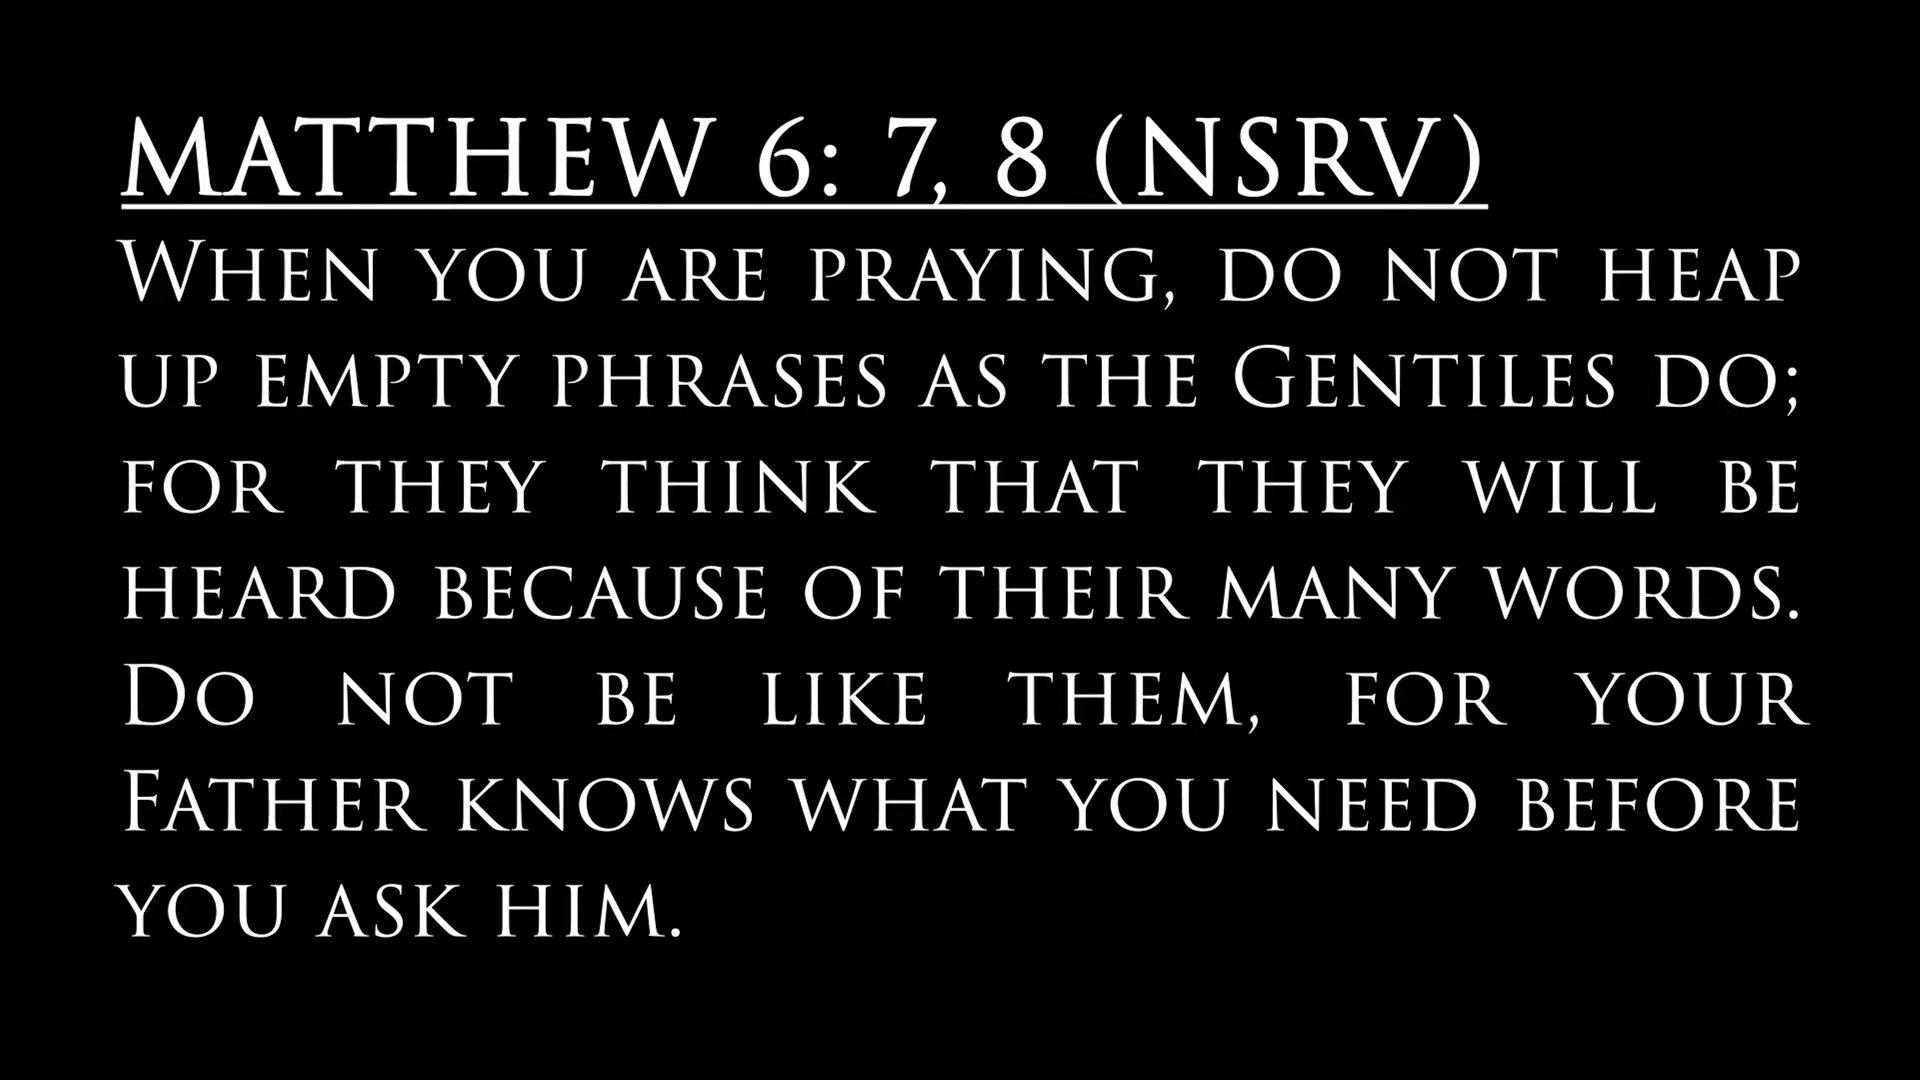 MATTHEW 6: 7, 8 (NSRV)
When you are praying, do not heap
up empty phrases as the Gentiles do;
for they think that they will be
heard because of their many words.
Do not be like them, for your
Father knows what you need before
you ask him.